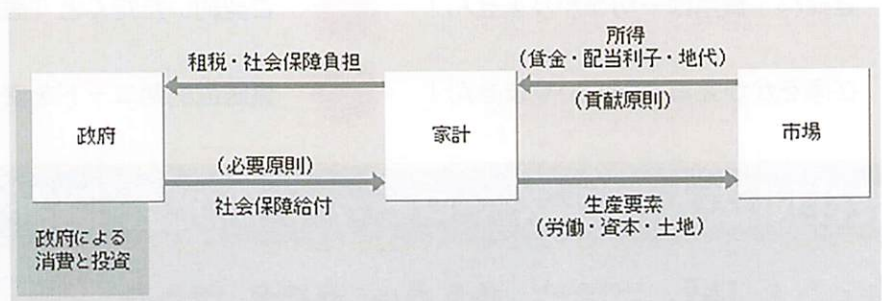 所得
租税・社会保障負担
（賃金・配当利子・地代）
（貢献原則）
政府
家計
市場
（必要原則）
社会保障給付
生産要素
（労働・資本・土地）
政府による
消費と投資